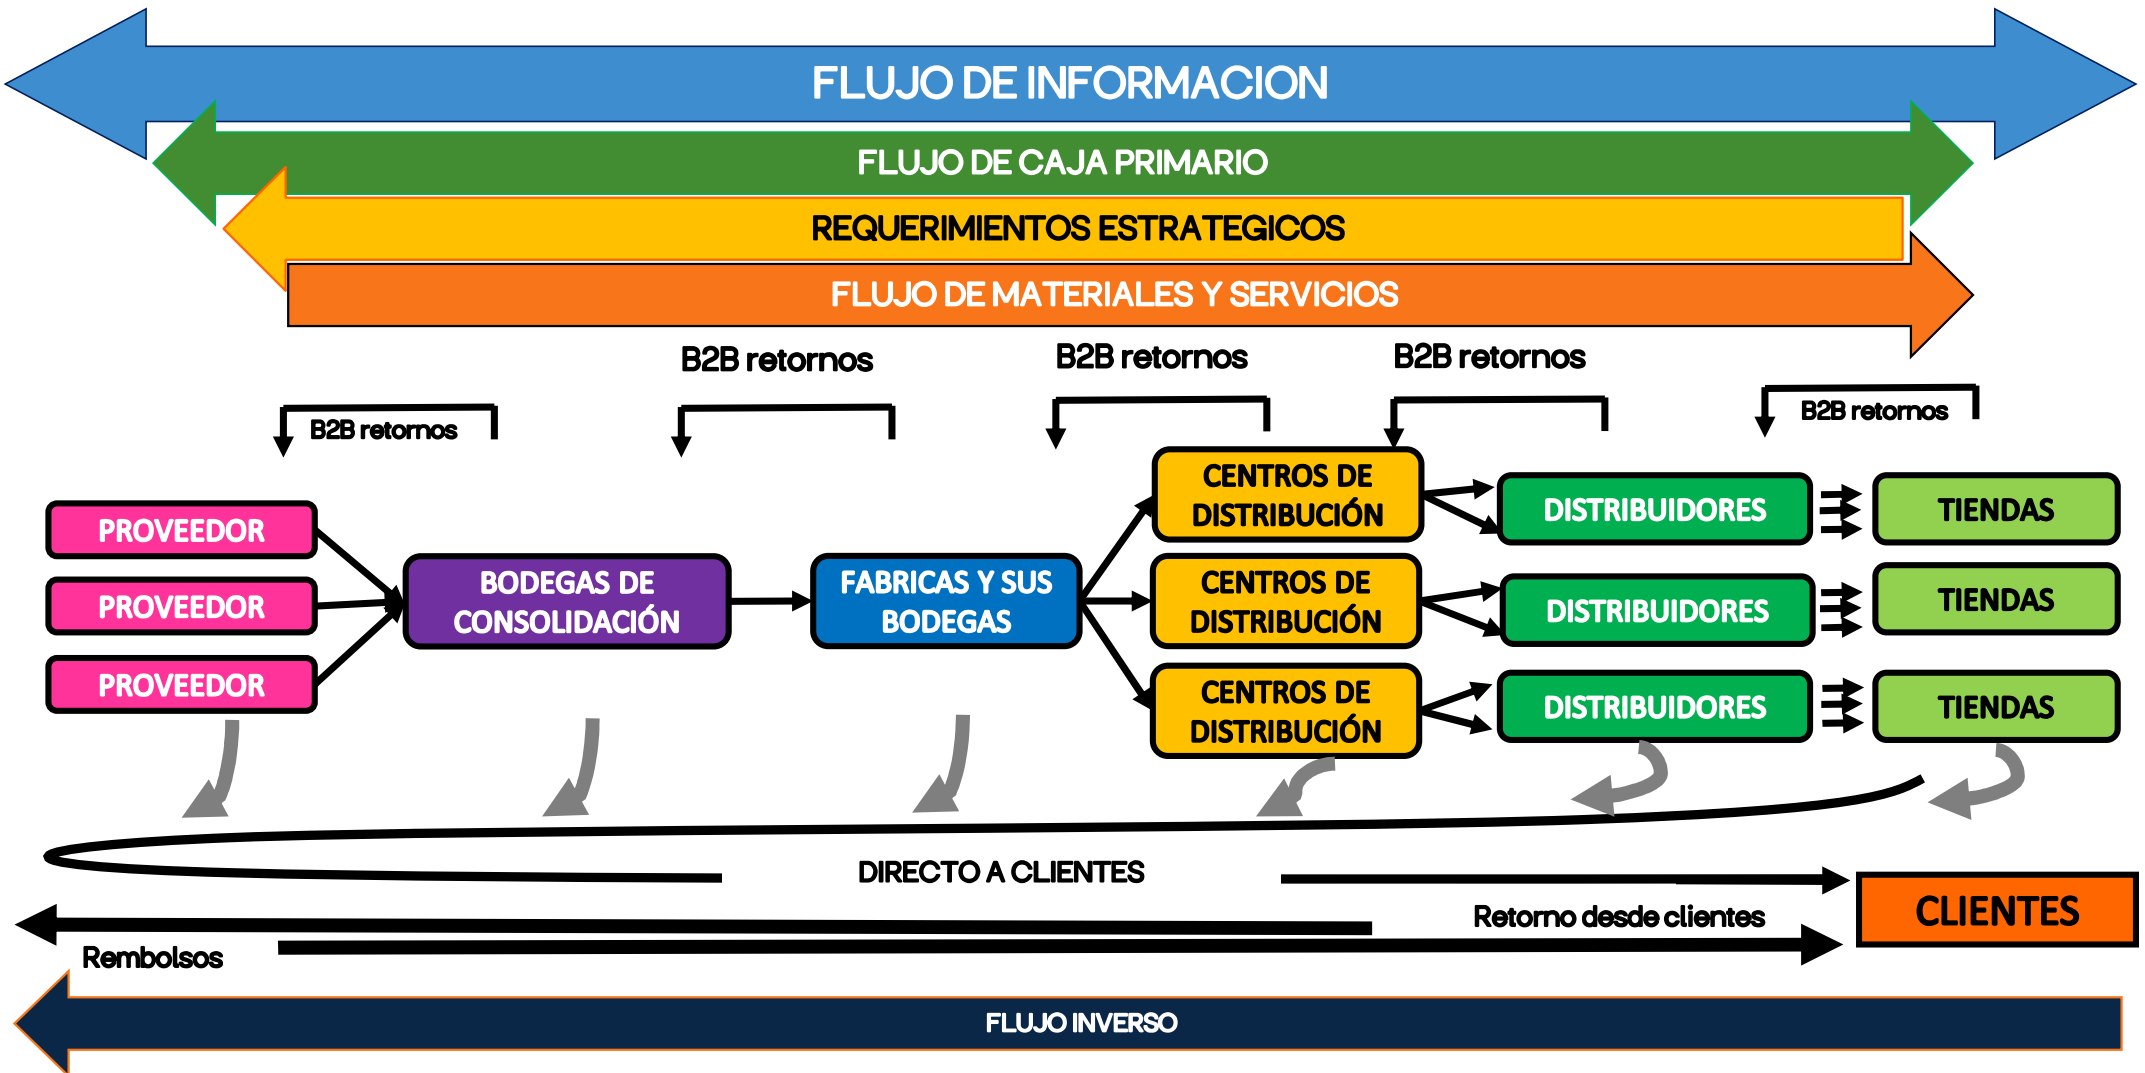 FLUJO DE INFORMACION
FLUJO DE CAJA PRIMARIO
REQUERIMIENTOS ESTRATEGICOS
FLUJO DE MATERIALES Y SERVICIOS
B2B retornos
B2B retornos
B2B retornos
B2B retornos
B2B retornos
PROVEEDOR
PROVEEDOR
PROVEEDOR
BODEGAS DE
CONSOLIDACIÓN
FABRICAS Y SUS
BODEGAS
CENTROS DE
DISTRIBUCIÓN
CENTROS DE
DISTRIBUCIÓN
CENTROS DE
DISTRIBUCIÓN
DISTRIBUIDORES
DISTRIBUIDORES
DISTRIBUIDORES
TIENDAS
TIENDAS
TIENDAS
DIRECTO A CLIENTES
CLIENTES
Retorno desde clientes
Rembolsos
FLUJO INVERSO